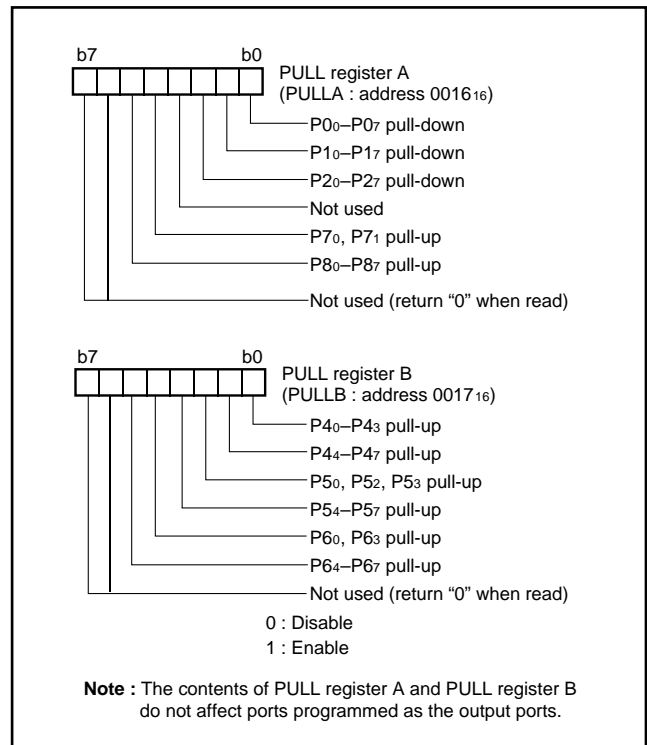 b7 b0
PULL register A
(PULLA : address 0016₁₆)
P0₀–P0₇ pull-down
P1₀–P1₇ pull-down
P2₀–P2₇ pull-down
Not used
P7₀, P7₁ pull-up
P8₀–P8₇ pull-up
Not used (return “0” when read)
b7 b0
PULL register B
(PULLB : address 0017₁₆)
P4₀–P4₃ pull-up
P4₄–P4₇ pull-up
P5₀, P5₂, P5₃ pull-up
P5₄–P5₇ pull-up
P6₀, P6₃ pull-up
P6₄–P6₇ pull-up
Not used (return “0” when read)
0 : Disable
1 : Enable
Note : The contents of PULL register A and PULL register B
do not affect ports programmed as the output ports.